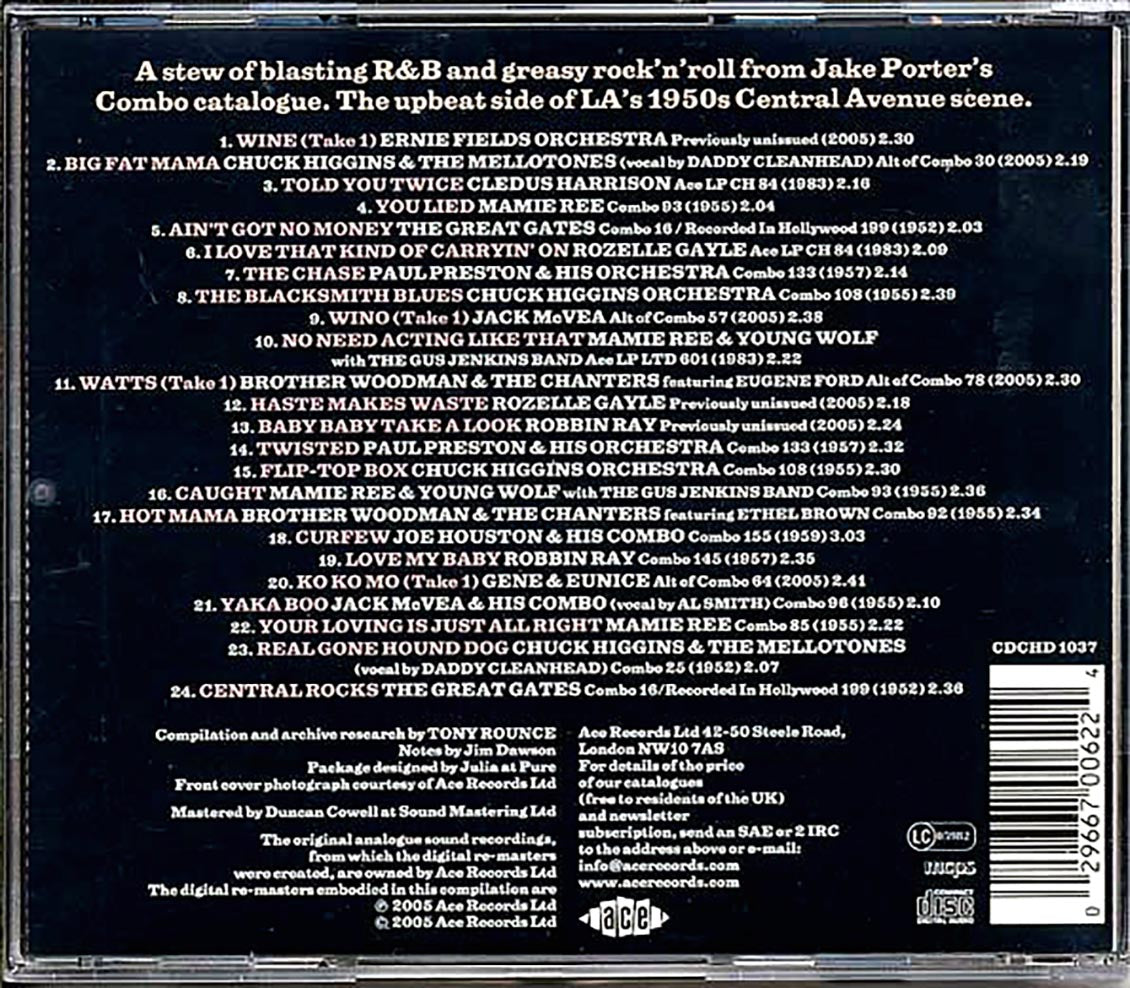 A stew of blasting R&B and greasy rock'n'roll from Jake Porter's
Combo catalogue. The upbeat side of LA's 1950s Central Avenue scene.
1. WINE (Take 1) ERNIE FIELDS ORCHESTRA Previously unissued (2005) 2.30
2. BIG FAT MAMA CHUCK HIGGINS & THE MELLOTONES (vocal by DADDY CLEANHEAD) Alt of Combo 30 (2005) 2.19
3. TOLD YOU TWICE CLEDUS HARRISON Ace LP CH 84 (1983) 2.16
4. YOU LIED MAMIE REE Combo 93 (1955) 2.04
5. AIN'T GOT NO MONEY THE GREAT GATES Combo 16 / Recorded In Hollywood 199 (1952) 2.03
6. I LOVE THAT KIND OF CARRYIN' ON ROZELLE GAYLE Ace LP CH 84 (1983) 2.09
7. THE CHASE PAUL PRESTON & HIS ORCHESTRA Combo 133 (1957) 2.14
8. THE BLACKSMITH BLUES CHUCK HIGGINS ORCHESTRA Combo 108 (1955) 2.39
9. WINO (Take 1) JACK McVEA Alt of Combo 57 (2005) 2.38
10. NO NEED ACTING LIKE THAT MAMIE REE & YOUNG WOLF
with THE GUS JENKINS BAND Ace LP LTD 601 (1983) 2.22
11. WATTS (Take 1) BROTHER WOODMAN & THE CHANTERS featuring EUGENE FORD Alt of Combo 78 (2005) 2.30
12. HASTE MAKES WASTE ROZELLE GAYLE Previously unissued (2005) 2.18
13. BABY BABY TAKE A LOOK ROBBIN RAY Previously unissued (2005) 2.24
14. TWISTED PAUL PRESTON & HIS ORCHESTRA Combo 133 (1957) 2.32
15. FLIP-TOP BOX CHUCK HIGGINS ORCHESTRA Combo 108 (1955) 2.30
16. CAUGHT MAMIE REE & YOUNG WOLF with THE GUS JENKINS BAND Combo 93 (1955) 2.36
17. HOT MAMA BROTHER WOODMAN & THE CHANTERS featuring ETHEL BROWN Combo 92 (1955) 2.34
18. CURFEW JOE HOUSTON & HIS COMBO Combo 155 (1959) 3.03
19. LOVE MY BABY ROBBIN RAY Combo 145 (1957) 2.35
20. KO KO MO (Take 1) GENE & EUNICE Alt of Combo 64 (2005) 2.41
21. YAKA BOO JACK McVEA & HIS COMBO (vocal by AL SMITH) Combo 96 (1955) 2.10
22. YOUR LOVING IS JUST ALL RIGHT MAMIE REE Combo 85 (1955) 2.22
23. REAL GONE HOUND DOG CHUCK HIGGINS & THE MELLOTONES
(vocal by DADDY CLEANHEAD) Combo 25 (1952) 2.07
24. CENTRAL ROCKS THE GREAT GATES Combo 16/Recorded In Hollywood 199 (1952) 2.36
CDCHD 1037
Compilation and archive research by TONY ROUNCE
Notes by Jim Dawson
Package designed by Julia at Pure
Front cover photograph courtesy of Ace Records Ltd
Mastered by Duncan Cowell at Sound Mastering Ltd
The original analogue sound recordings,
from which the digital re-masters
were created, are owned by Ace Records Ltd
The digital re-masters embodied in this compilation are
℗ 2005 Ace Records Ltd
© 2005 Ace Records Ltd
Ace Records Ltd 42-50 Steele Road,
London NW10 7AS
For details of the price
of our catalogues
(free to residents of the UK)
and newsletter
subscription, send an SAE or 2 IRC
to the address above or e-mail:
info@acerecords.com
www.acerecords.com
ace
LC
mcps
COMPACT
disc
DIGITAL AUDIO
0 29667 00622 4